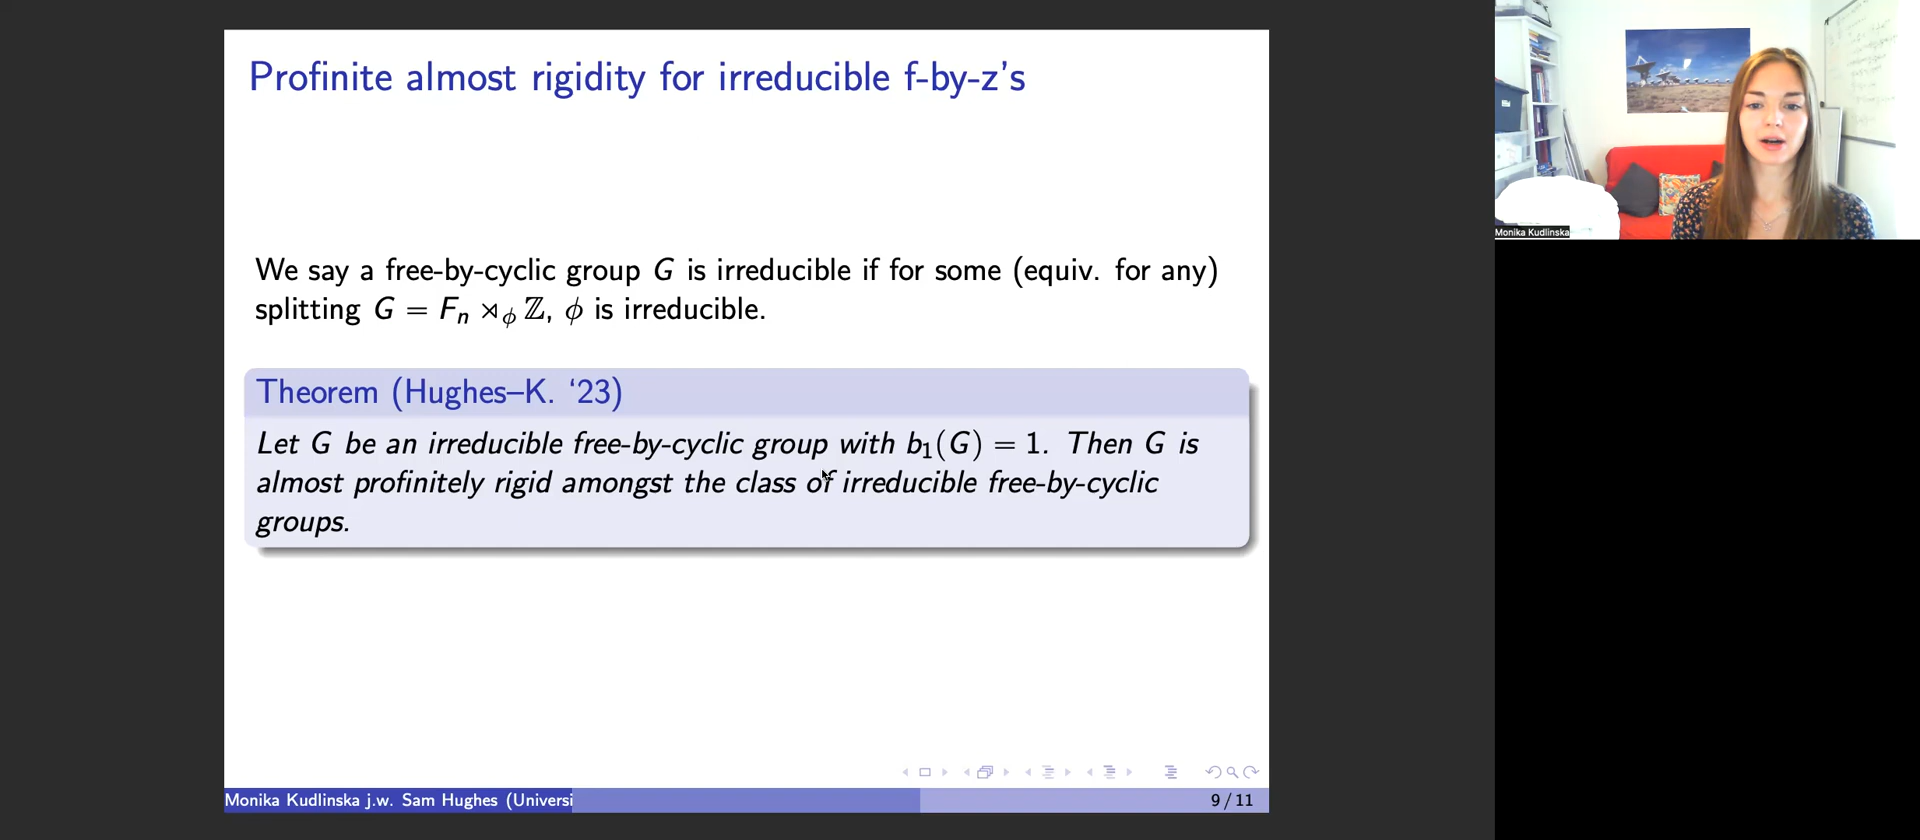 Profinite almost rigidity for irreducible f-by-z's
We say a free-by-cyclic group G is irreducible if for some (equiv. for any)
splitting G = Fₙ ⋊_ϕ ℤ, ϕ is irreducible.
Theorem (Hughes–K. ‘23)
Let G be an irreducible free-by-cyclic group with b₁(G) = 1. Then G is
almost profinitely rigid amongst the class of irreducible free-by-cyclic
groups.
Monika Kudlinska j.w. Sam Hughes (Universi
9 / 11
Monika Kudlinska